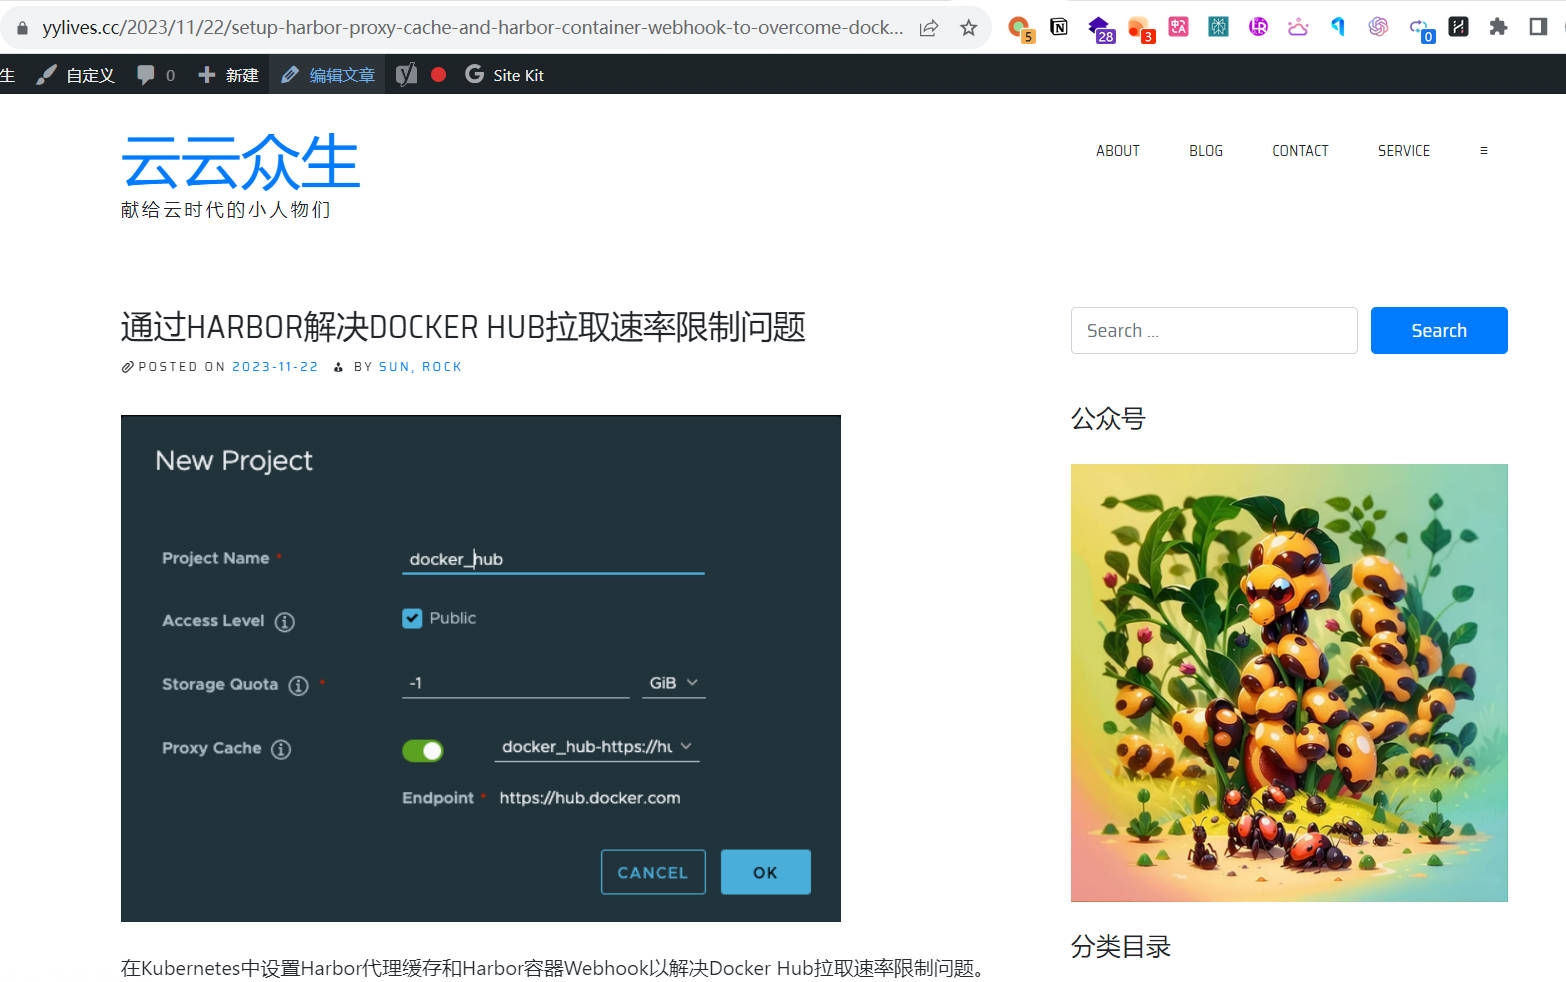 yylives.cc/2023/11/22/setup-harbor-proxy-cache-and-harbor-container-webhook-to-overcome-dock...
5
28
3
中A
LR
0
生
自定义
0
新建
编辑文章
Site Kit
云云众生
献给云时代的小人物们
ABOUT
BLOG
CONTACT
SERVICE
≡
通过HARBOR解决DOCKER HUB拉取速率限制问题
POSTED ON 2023-11-22 BY SUN, ROCK
Search ...
Search
公众号
New Project
Project Name *
docker_hub
Access Level
Public
Storage Quota *
-1
GiB
Proxy Cache
docker_hub-https://hu
Endpoint * https://hub.docker.com
CANCEL
OK
分类目录
在Kubernetes中设置Harbor代理缓存和Harbor容器Webhook以解决Docker Hub拉取速率限制问题。